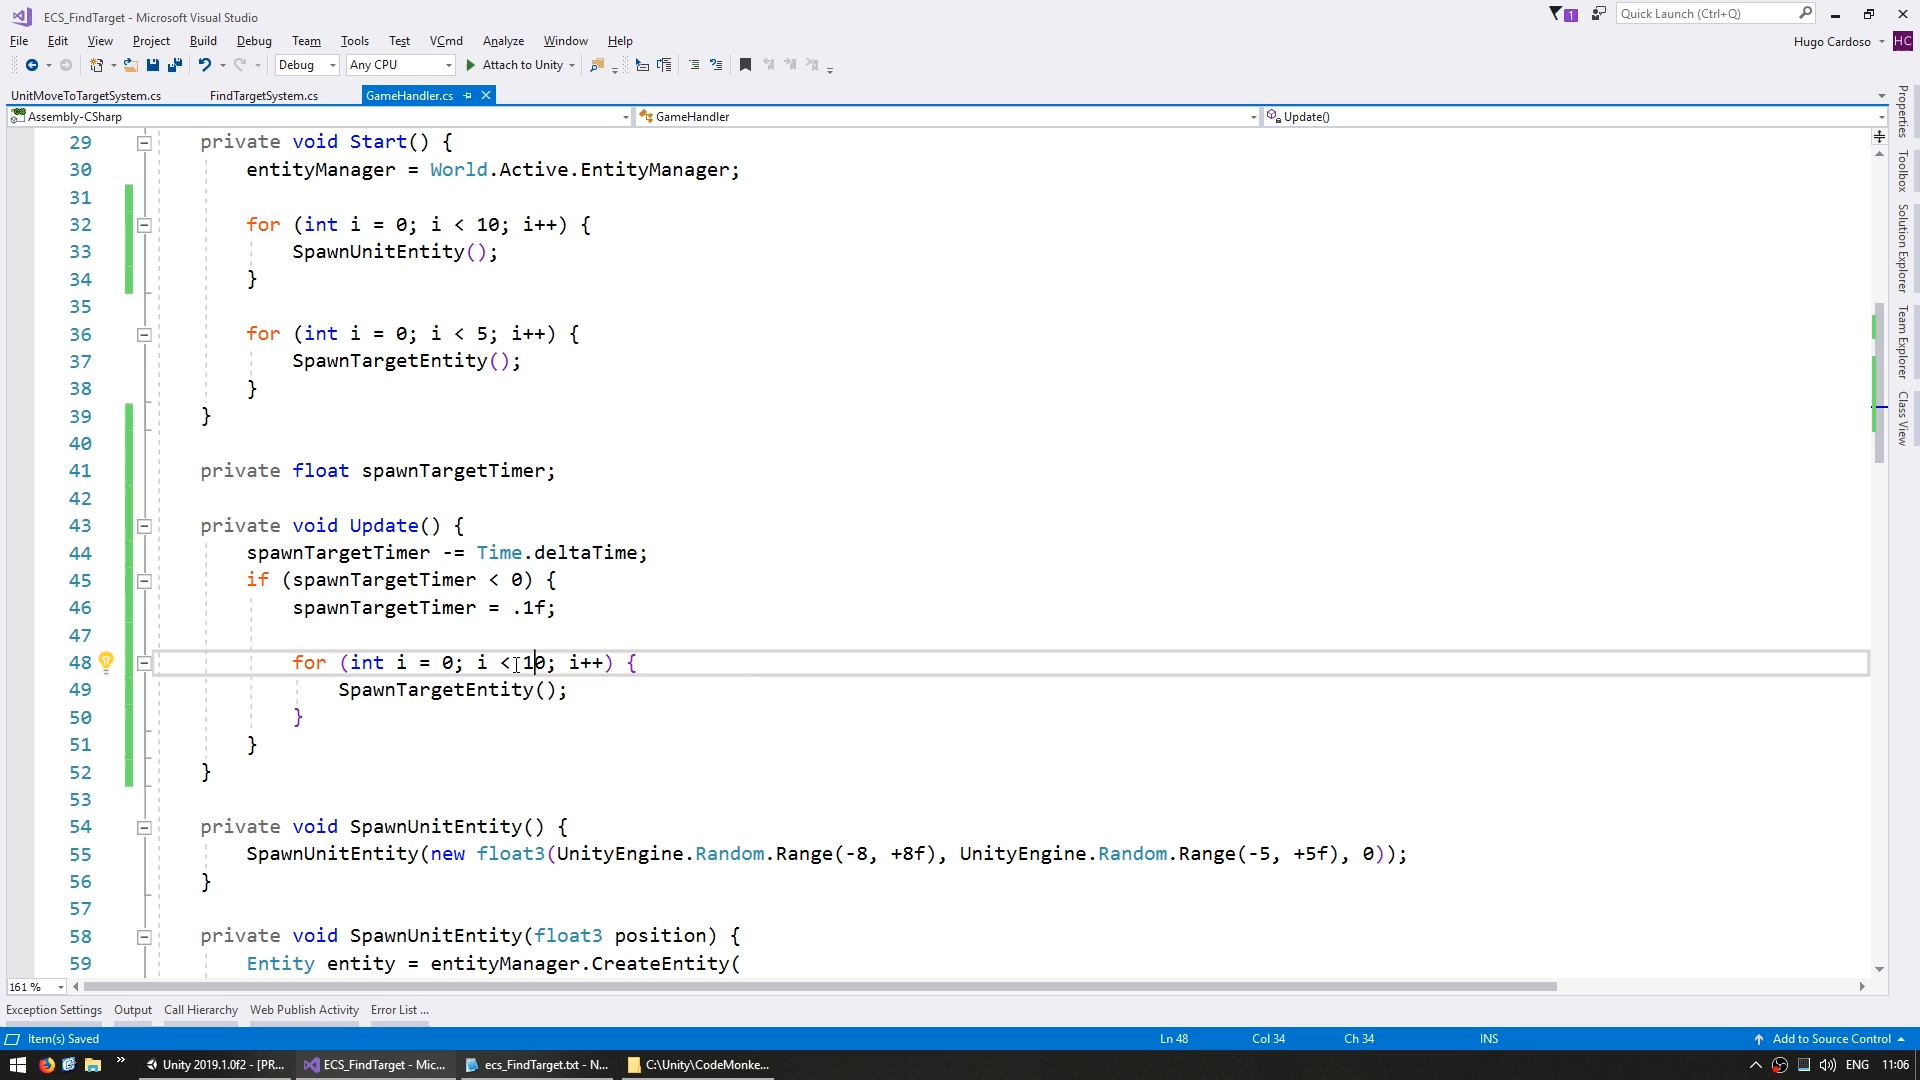 ECS_FindTarget - Microsoft Visual Studio
1
Quick Launch (Ctrl+Q)
File Edit View Project Build Debug Team Tools Test VCmd Analyze Window Help
Hugo Cardoso HC
Debug Any CPU Attach to Unity
UnitMoveToTargetSystem.cs FindTargetSystem.cs GameHandler.cs
Assembly-CSharp GameHandler Update()
29 private void Start() {
30 entityManager = World.Active.EntityManager;
31
32 for (int i = 0; i < 10; i++) {
33 SpawnUnitEntity();
34 }
35
36 for (int i = 0; i < 5; i++) {
37 SpawnTargetEntity();
38 }
39 }
40
41 private float spawnTargetTimer;
42
43 private void Update() {
44 spawnTargetTimer -= Time.deltaTime;
45 if (spawnTargetTimer < 0) {
46 spawnTargetTimer = .1f;
47
48 for (int i = 0; i < 10; i++) {
49 SpawnTargetEntity();
50 }
51 }
52 }
53
54 private void SpawnUnitEntity() {
55 SpawnUnitEntity(new float3(UnityEngine.Random.Range(-8, +8f), UnityEngine.Random.Range(-5, +5f), 0));
56 }
57
58 private void SpawnUnitEntity(float3 position) {
59 Entity entity = entityManager.CreateEntity(
Properties
Toolbox
Solution Explorer
Team Explorer
Class View
161 %
Exception Settings Output Call Hierarchy Web Publish Activity Error List ...
Item(s) Saved Ln 48 Col 34 Ch 34 INS Add to Source Control
Unity 2019.1.0f2 - [PR... ECS_FindTarget - Mic... ecs_FindTarget.txt - N... C:\Unity\CodeMonke... ENG 11:06